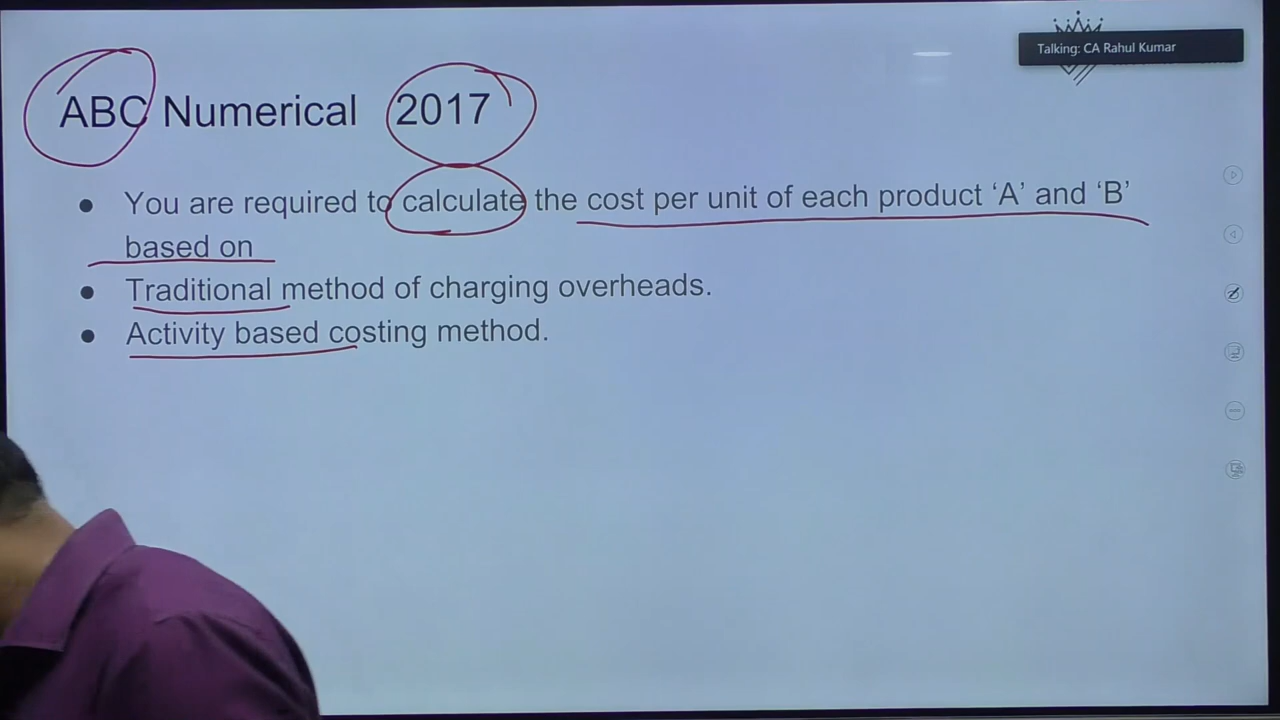 Talking: CA Rahul Kumar
ABC Numerical 2017
● You are required to calculate the cost per unit of each product ‘A’ and ‘B’
based on
● Traditional method of charging overheads.
● Activity based costing method.